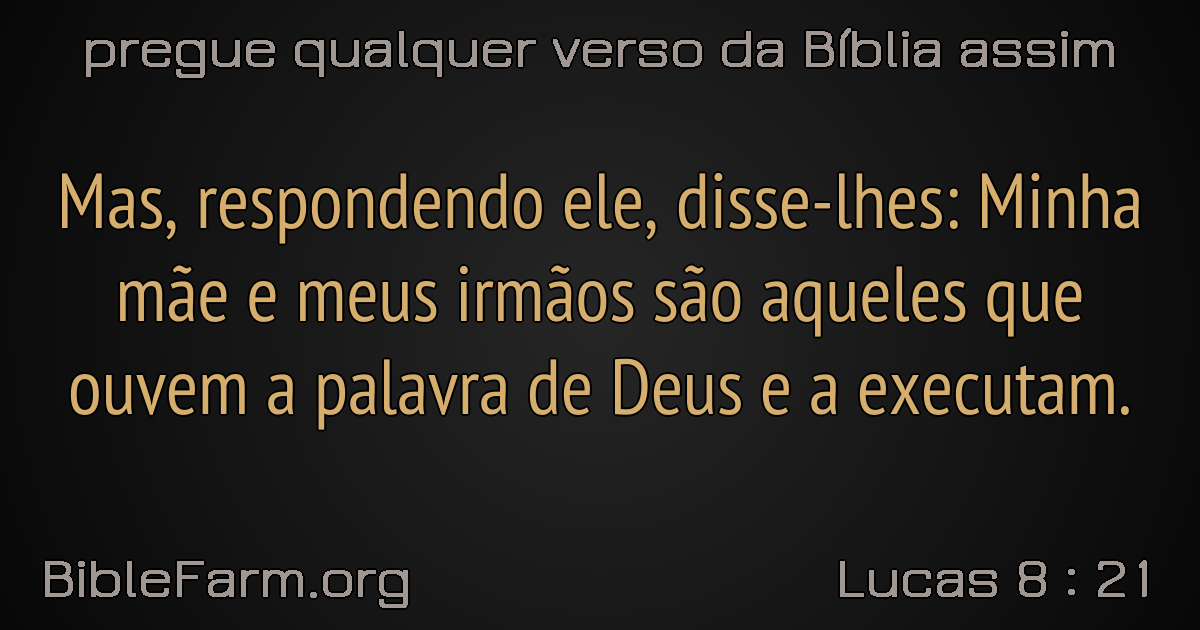 pregue qualquer verso da Bíblia assim
Mas, respondendo ele, disse-lhes: Minha
mãe e meus irmãos são aqueles que
ouvem a palavra de Deus e a executam.
BibleFarm.org
Lucas 8 : 21